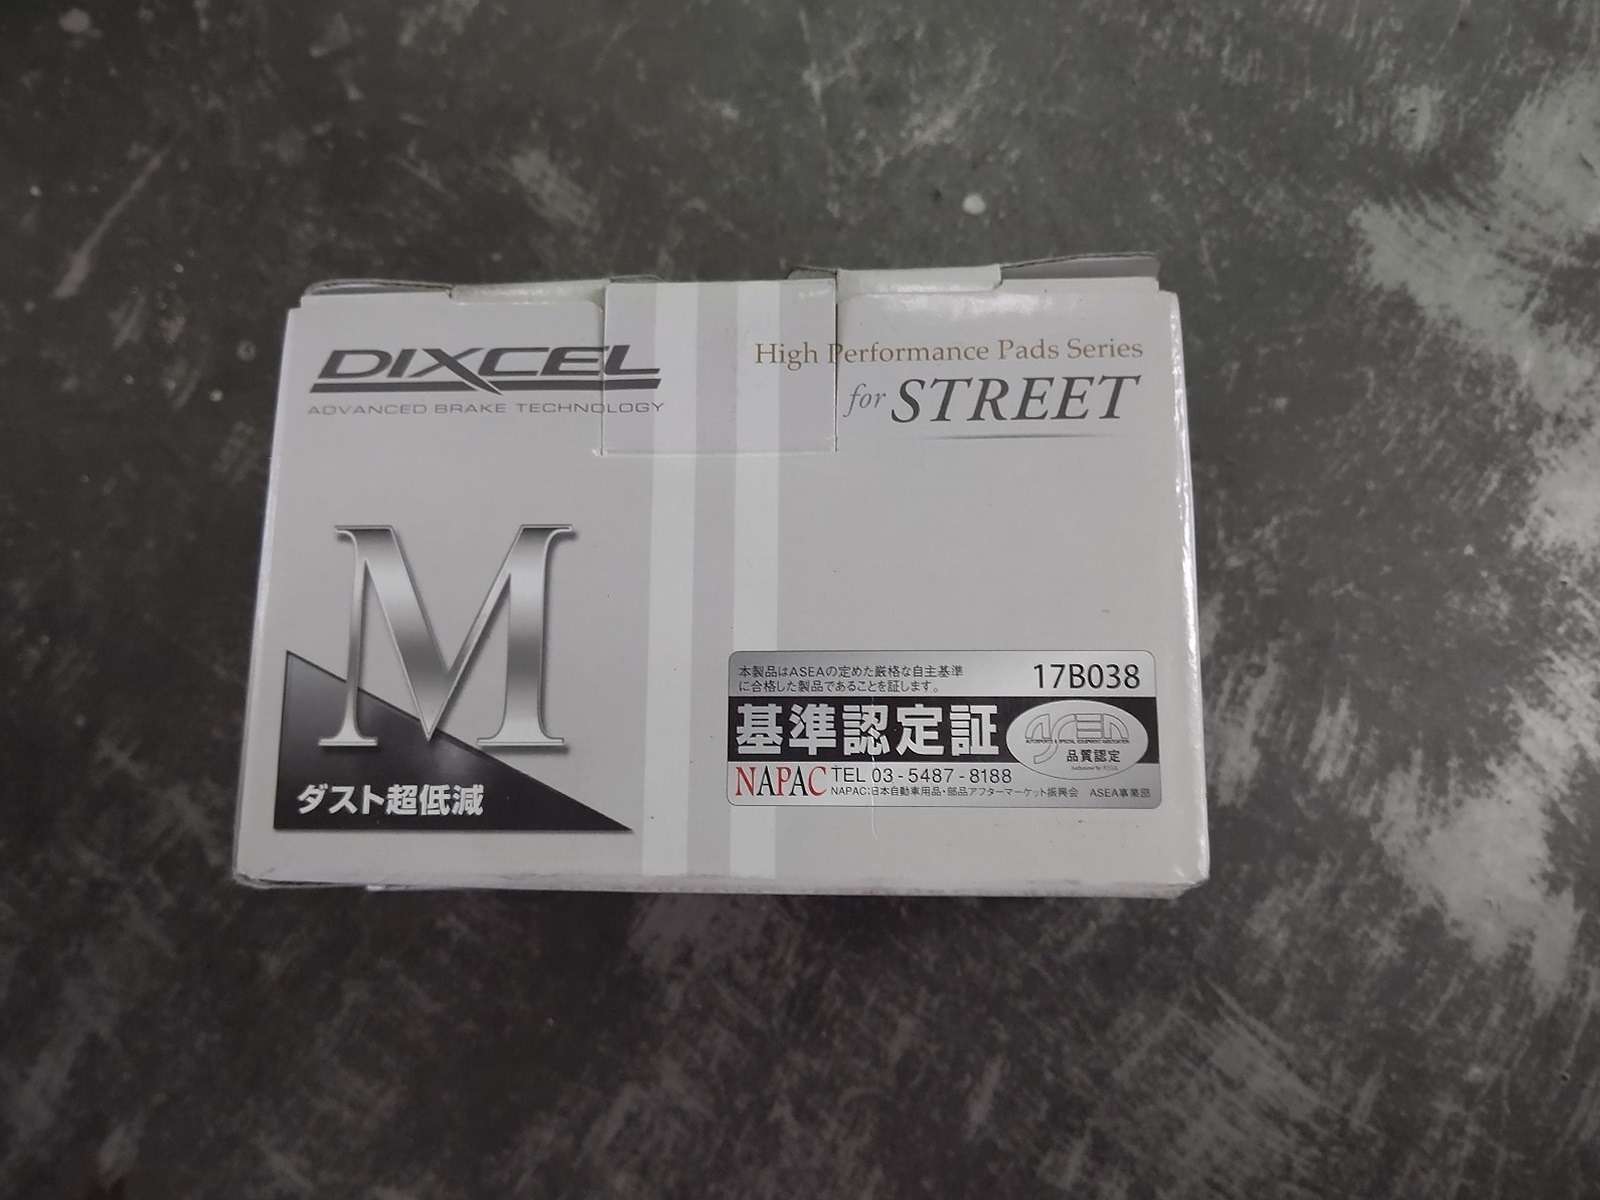 DIXCEL
ADVANCED BRAKE TECHNOLOGY
High Performance Pads Series
for STREET
M
ダスト超低減
本製品はASEAの定めた厳格な自主基準
に合格した製品であることを証します。
17B038
基準認定証
ASEA
AUTOSPORTS & SPECIAL EQUIPMENT ASSOCIATION
品質認定
NAPAC TEL 03-5487-8188
NAPAC:日本自動車用品・部品アフターマーケット振興会 ASEA事業部